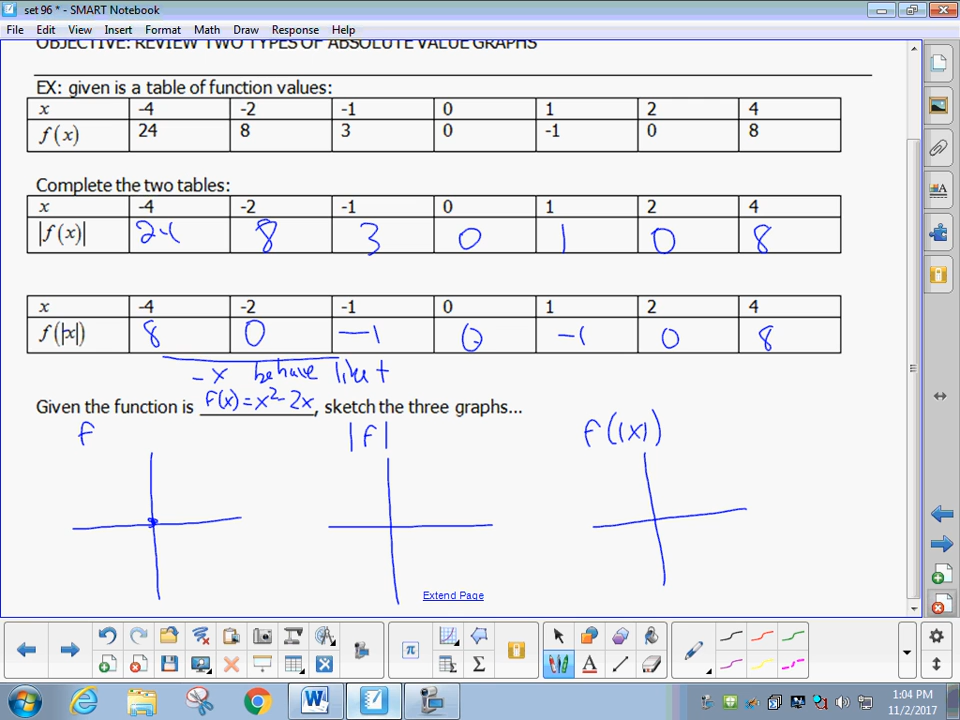 set 96 * - SMART Notebook
File Edit View Insert Format Math Draw Response Help
OBJECTIVE: REVIEW TWO TYPES OF ABSOLUTE VALUE GRAPHS
EX: given is a table of function values:
x -4 -2 -1 0 1 2 4
f(x) 24 8 3 0 -1 0 8
Complete the two tables:
x -4 -2 -1 0 1 2 4
|f(x)| 24 8 3 0 1 0 8
x -4 -2 -1 0 1 2 4
f(|x|) 8 0 -1 0 -1 0 8
-x behave like +
Given the function is f(x)=x²-2x, sketch the three graphs...
f |f| f(|x|)
Extend Page
1:04 PM
11/2/2017